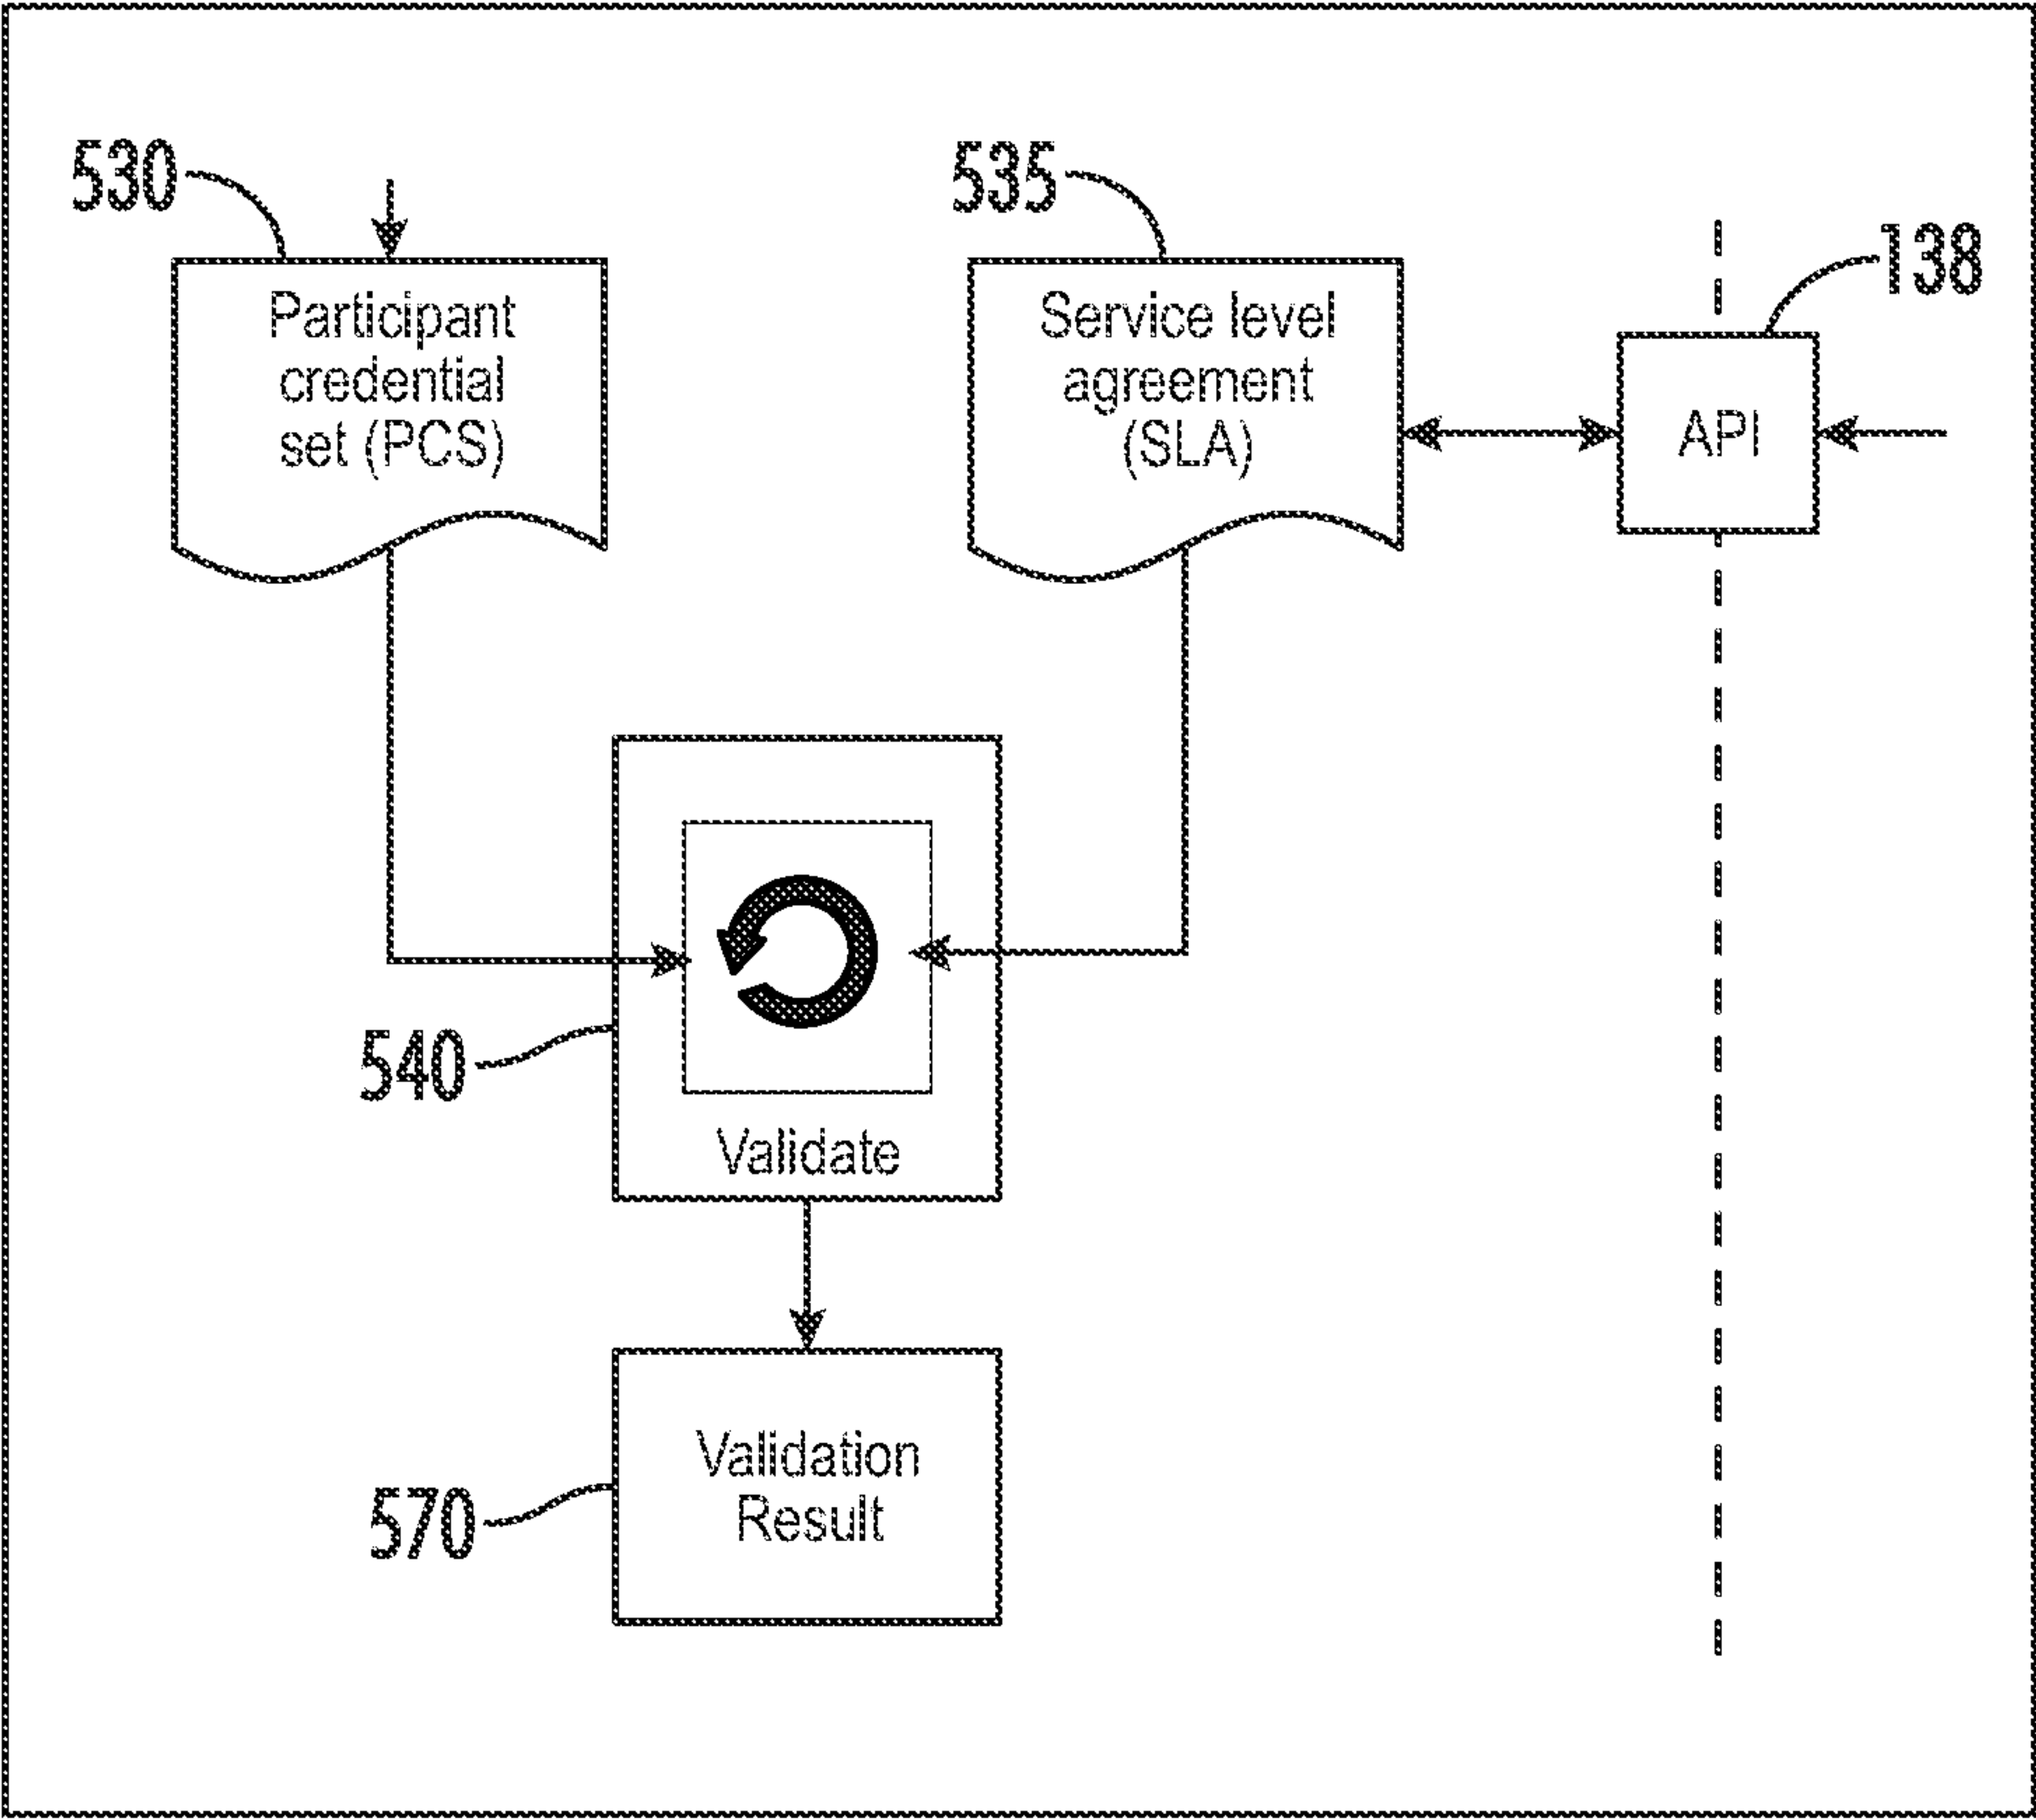 530
535
138
Participant
credential
set (PCS)
Service level
agreement
(SLA)
API
540
Validate
570
Validation
Result